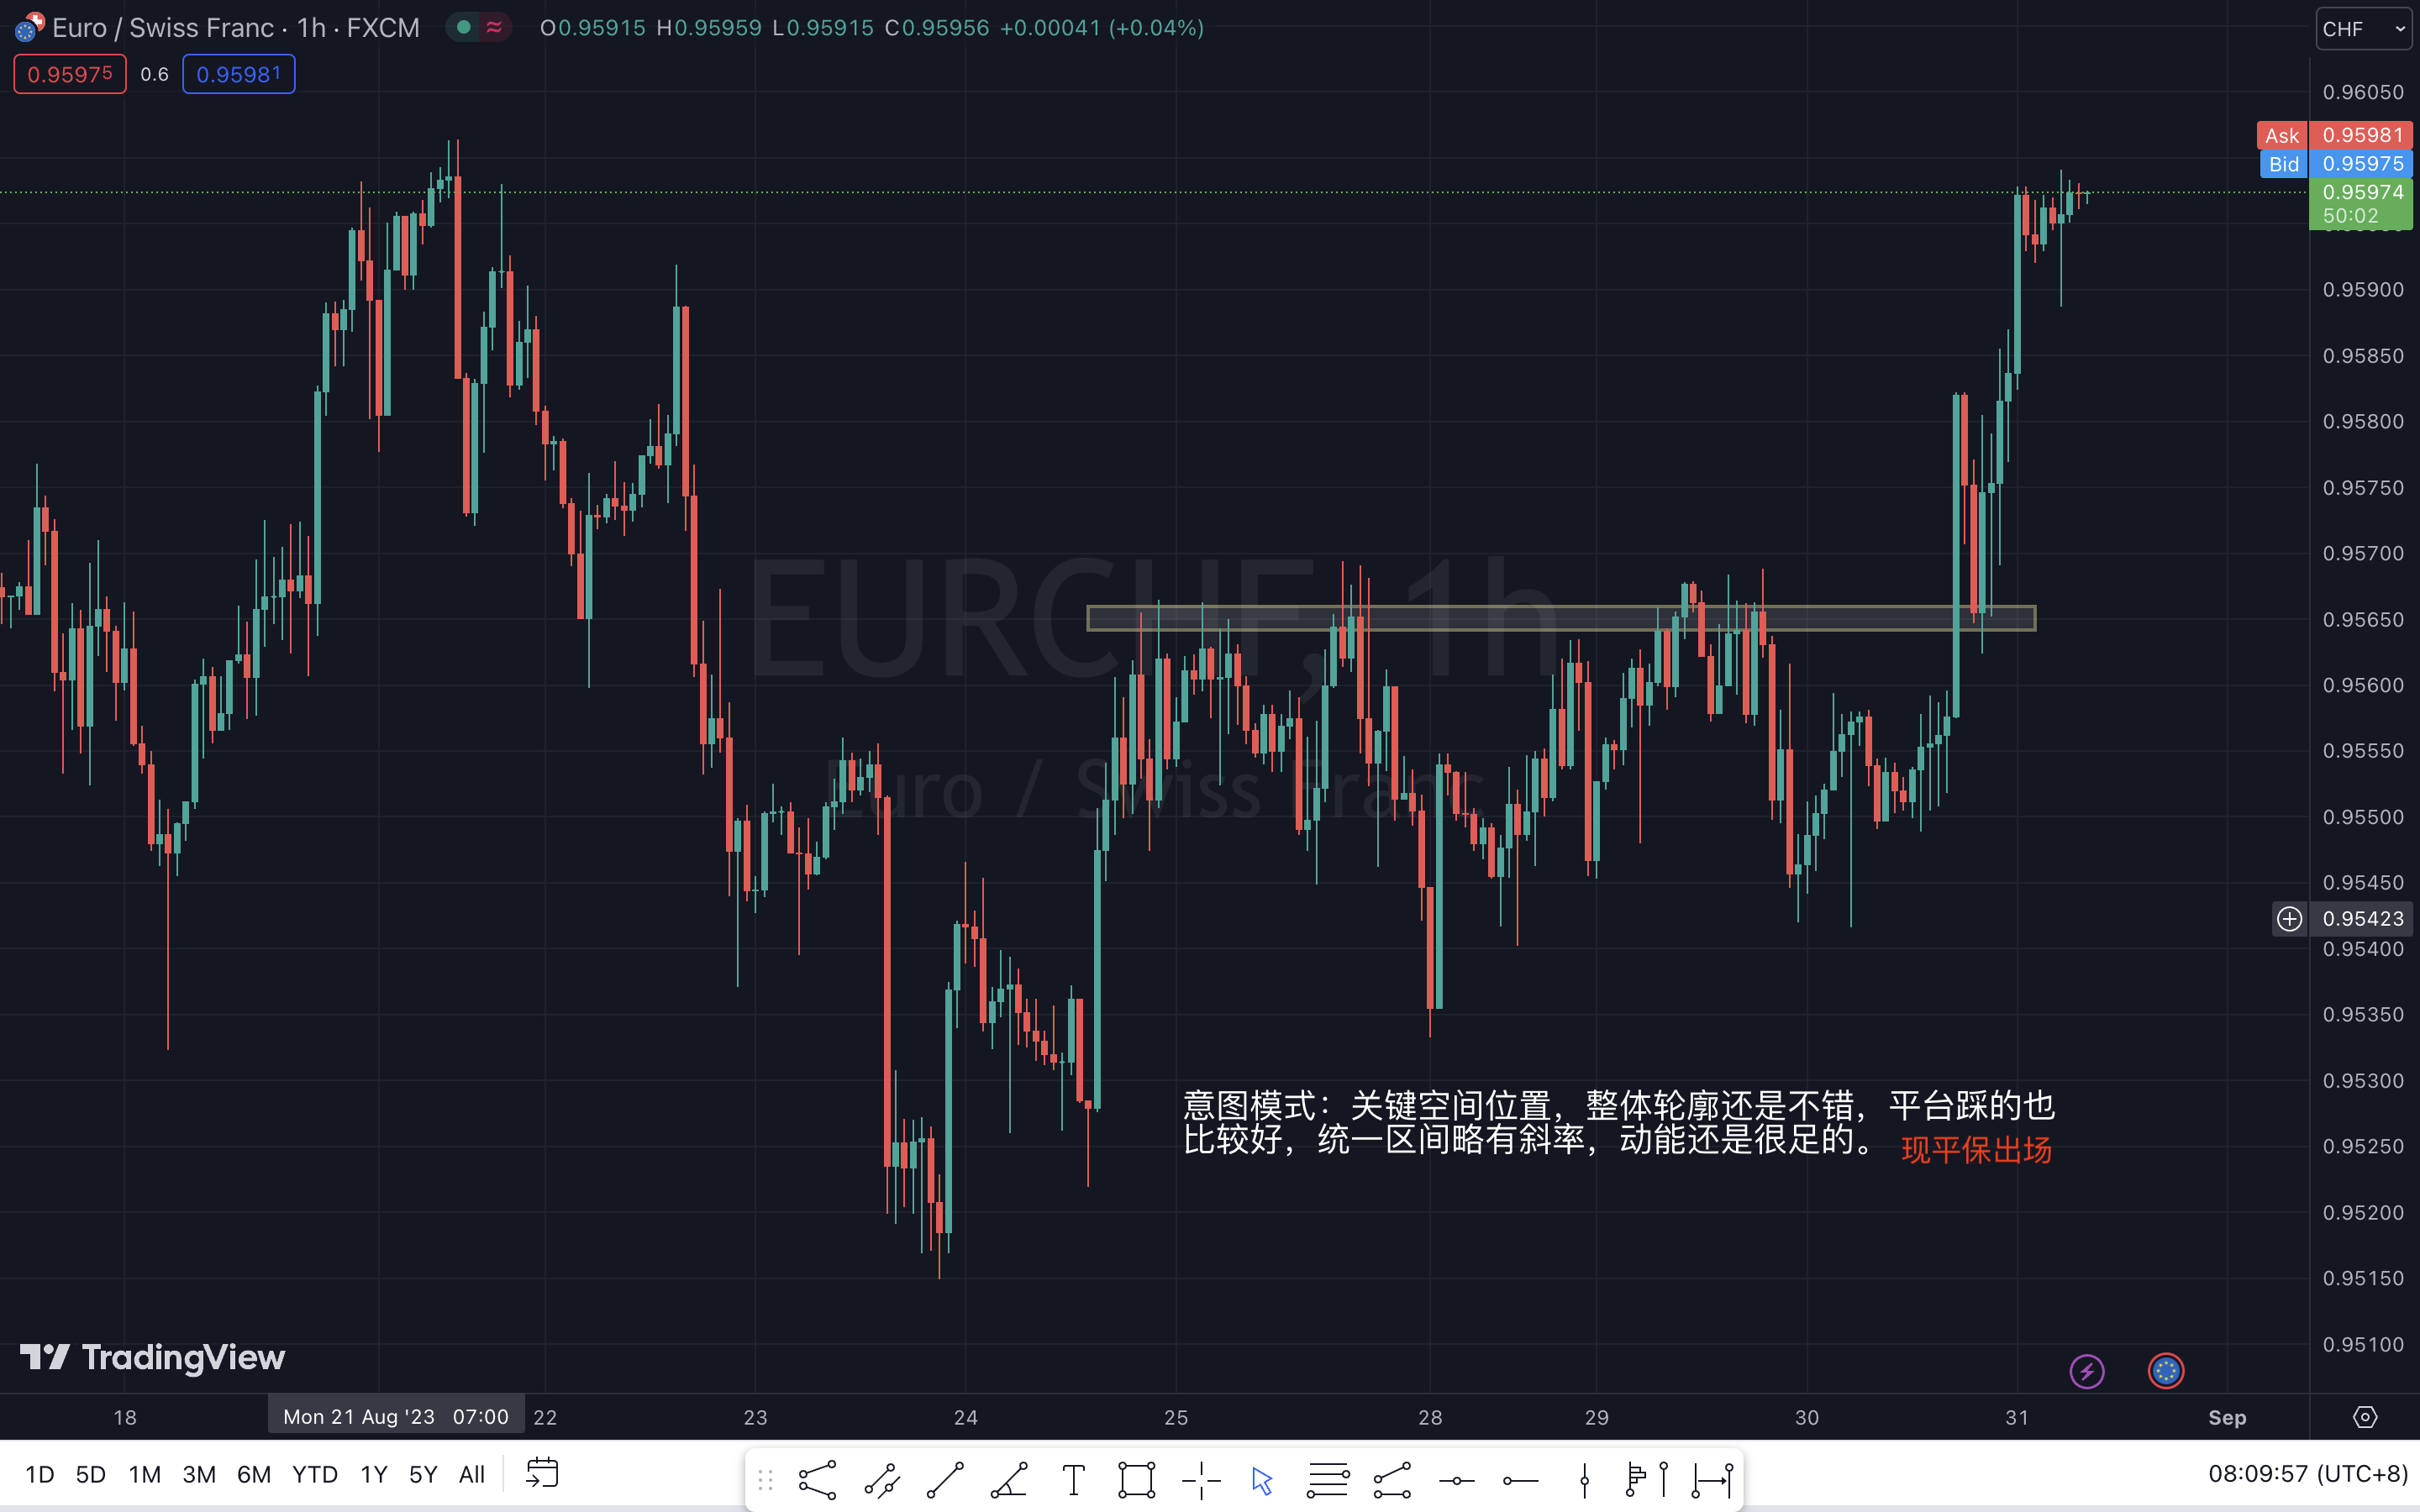 Euro / Swiss Franc · 1h · FXCM
O0.95915 H0.95959 L0.95915 C0.95956 +0.00041 (+0.04%)
CHF
0.95975 0.6 0.95981
0.96050
Ask 0.95981
Bid 0.95975
0.95974
50:02
0.95900
0.95850
0.95800
0.95750
0.95700
0.95650
0.95600
0.95550
0.95500
0.95450
0.95423
0.95400
0.95350
0.95300
0.95250
0.95200
0.95150
0.95100
EURCHF, 1h
Euro / Swiss Franc
意图模式：关键空间位置，整体轮廓还是不错，平台踩的也
比较好，统一区间略有斜率，动能还是很足的。
现平保出场
TradingView
18 Mon 21 Aug '23 07:00 22 23 24 25 28 29 30 31 Sep
1D 5D 1M 3M 6M YTD 1Y 5Y All
08:09:57 (UTC+8)